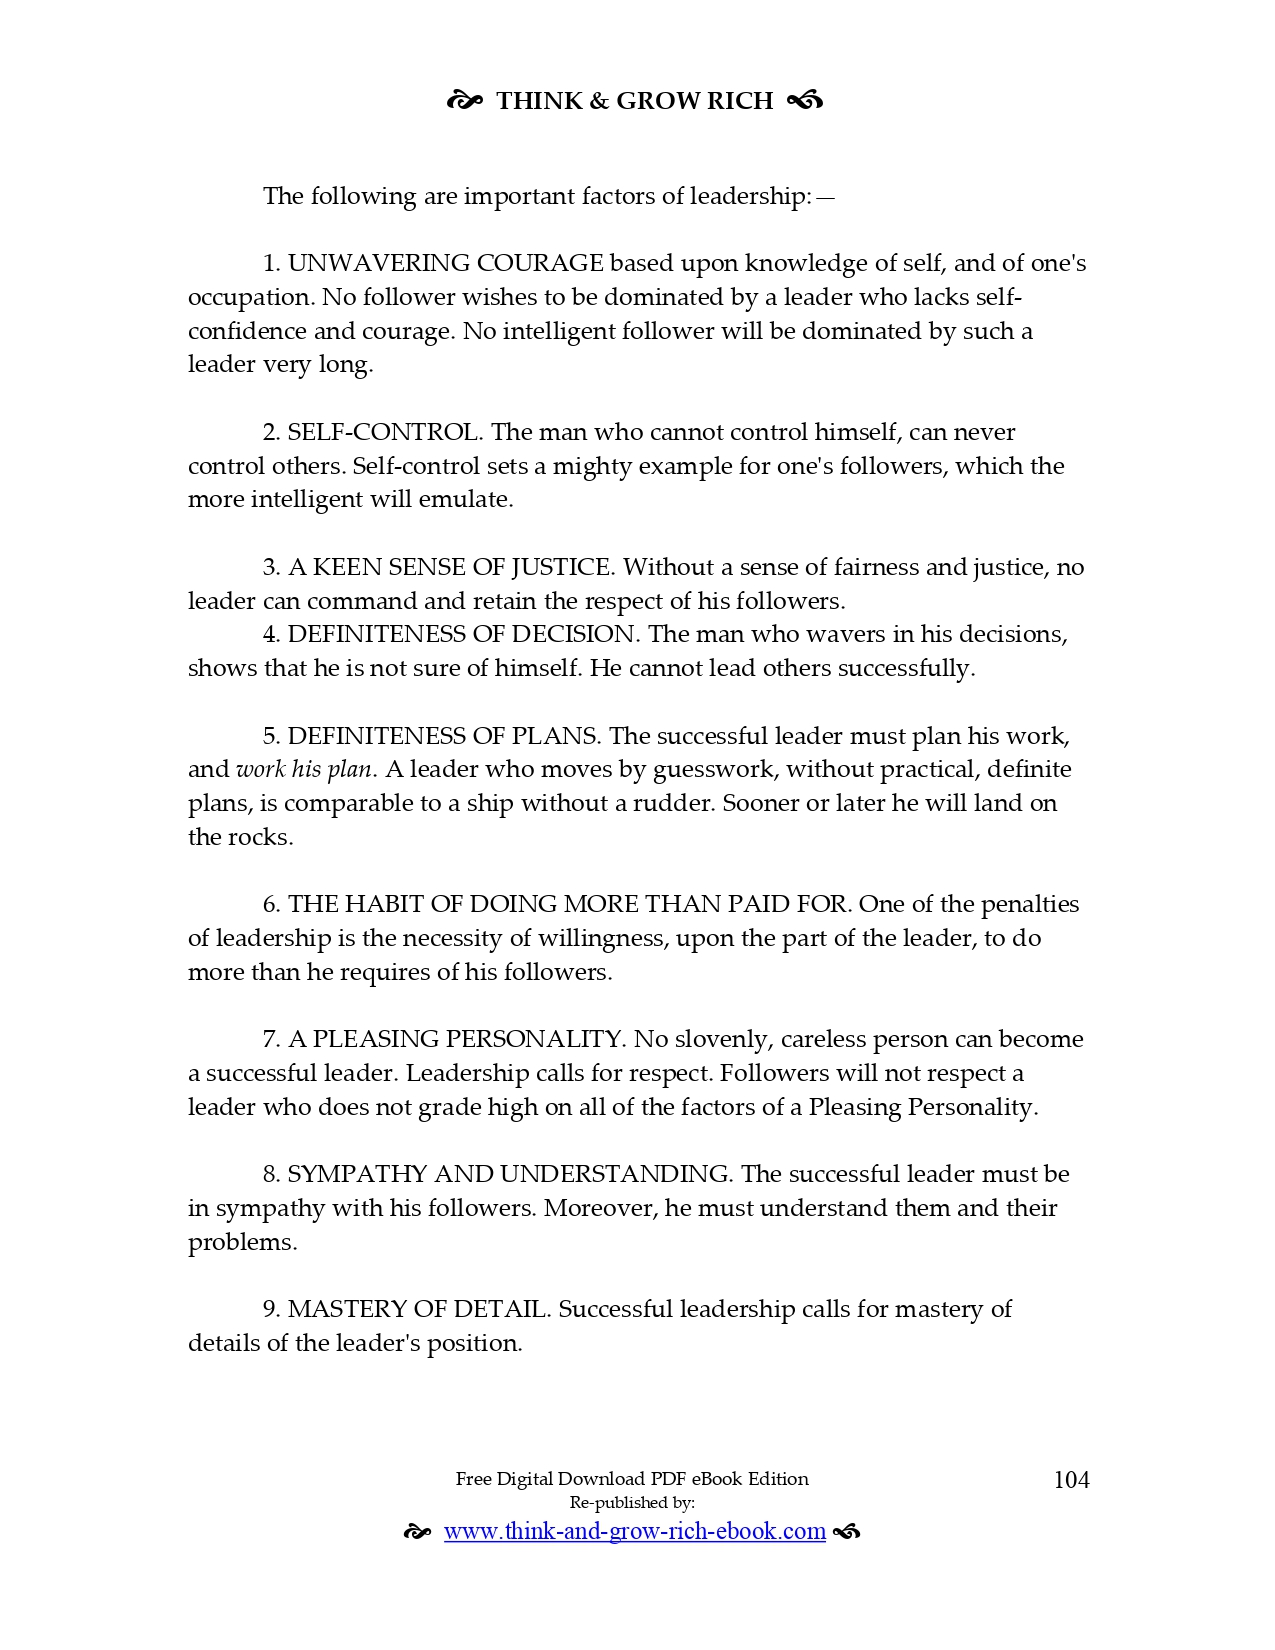 THINK & GROW RICH
The following are important factors of leadership:—
1. UNWAVERING COURAGE based upon knowledge of self, and of one's
occupation. No follower wishes to be dominated by a leader who lacks self-
confidence and courage. No intelligent follower will be dominated by such a
leader very long.
2. SELF-CONTROL. The man who cannot control himself, can never
control others. Self-control sets a mighty example for one's followers, which the
more intelligent will emulate.
3. A KEEN SENSE OF JUSTICE. Without a sense of fairness and justice, no
leader can command and retain the respect of his followers.
4. DEFINITENESS OF DECISION. The man who wavers in his decisions,
shows that he is not sure of himself. He cannot lead others successfully.
5. DEFINITENESS OF PLANS. The successful leader must plan his work,
and work his plan. A leader who moves by guesswork, without practical, definite
plans, is comparable to a ship without a rudder. Sooner or later he will land on
the rocks.
6. THE HABIT OF DOING MORE THAN PAID FOR. One of the penalties
of leadership is the necessity of willingness, upon the part of the leader, to do
more than he requires of his followers.
7. A PLEASING PERSONALITY. No slovenly, careless person can become
a successful leader. Leadership calls for respect. Followers will not respect a
leader who does not grade high on all of the factors of a Pleasing Personality.
8. SYMPATHY AND UNDERSTANDING. The successful leader must be
in sympathy with his followers. Moreover, he must understand them and their
problems.
9. MASTERY OF DETAIL. Successful leadership calls for mastery of
details of the leader's position.
Free Digital Download PDF eBook Edition
104
Re-published by:
www.think-and-grow-rich-ebook.com